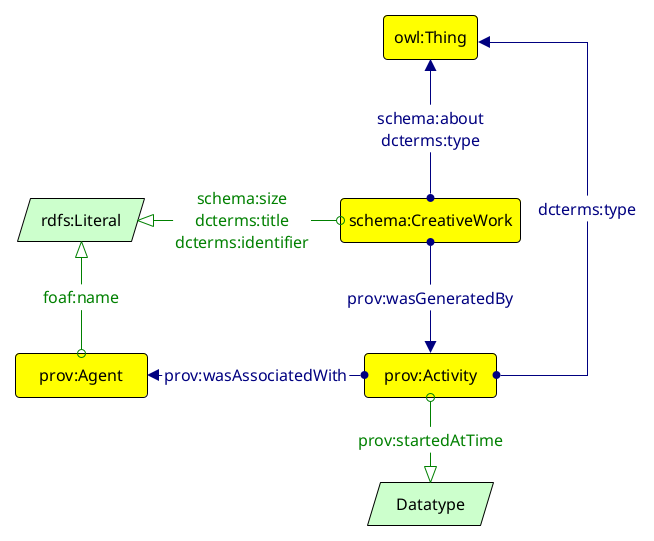 owl:Thing
schema:about
dcterms:type
dcterms:type
schema:size
dcterms:title
dcterms:identifier
rdfs:Literal
schema:CreativeWork
foaf:name
prov:wasGeneratedBy
prov:Agent
prov:wasAssociatedWith
prov:Activity
prov:startedAtTime
Datatype